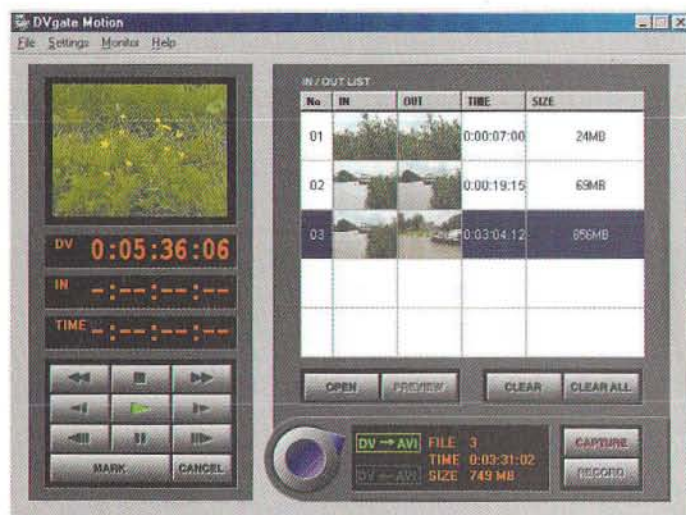 DVgate Motion
File Settings Monitor Help
DV 0:05:36:06
IN -:--:--:--
TIME -:--:--:--
MARK CANCEL
IN / OUT LIST
No IN OUT TIME SIZE
01 0:00:07:00 24MB
02 0:00:19:15 69MB
03 0:03:04:12 656MB
OPEN PREVIEW CLEAR CLEAR ALL
DV → AVI FILE 3
TIME 0:03:31:02
DV ← AVI SIZE 749 MB
CAPTURE
RECORD